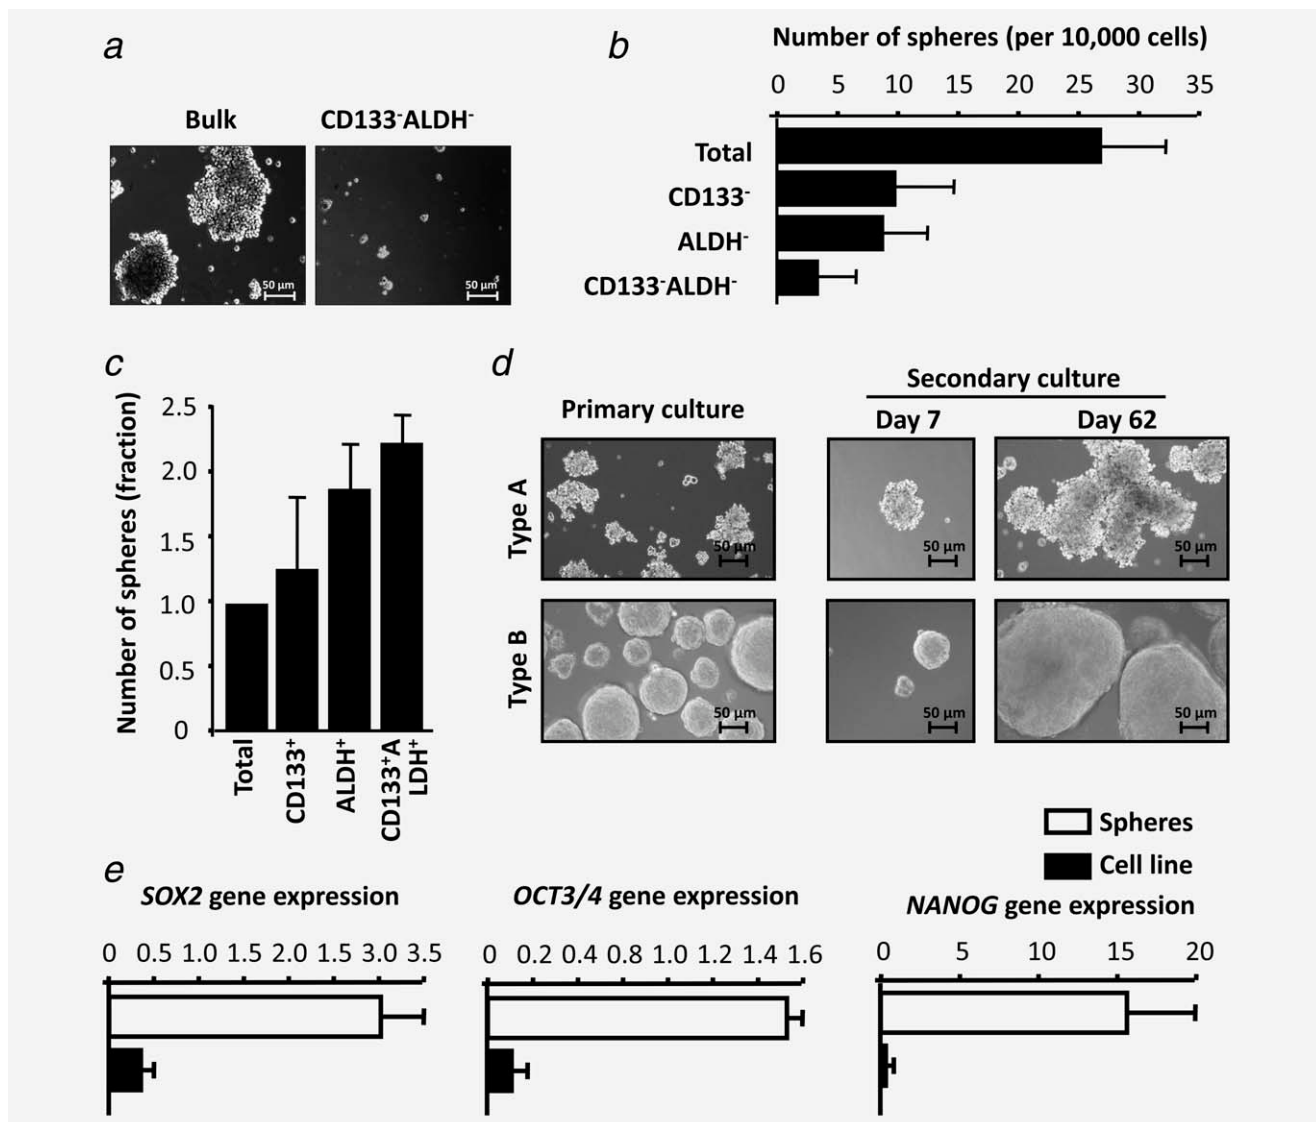 a
Bulk CD133-ALDH-
50 µm 50 µm
b
Number of spheres (per 10,000 cells)
0 5 10 15 20 25 30 35
Total
CD133-
ALDH-
CD133-ALDH-
c
Number of spheres (fraction)
2.5
2.0
1.5
1.0
0.5
0
Total
CD133+
ALDH+
CD133+A
LDH+
d
Primary culture
Secondary culture
Day 7 Day 62
Type A
50 µm 50 µm 50 µm
Type B
50 µm 50 µm 50 µm
Spheres
Cell line
e
SOX2 gene expression
0 0.5 1.0 1.5 2.0 2.5 3.0 3.5
OCT3/4 gene expression
0 0.2 0.4 0.8 1.0 1.2 1.4 1.6
NANOG gene expression
0 5 10 15 20